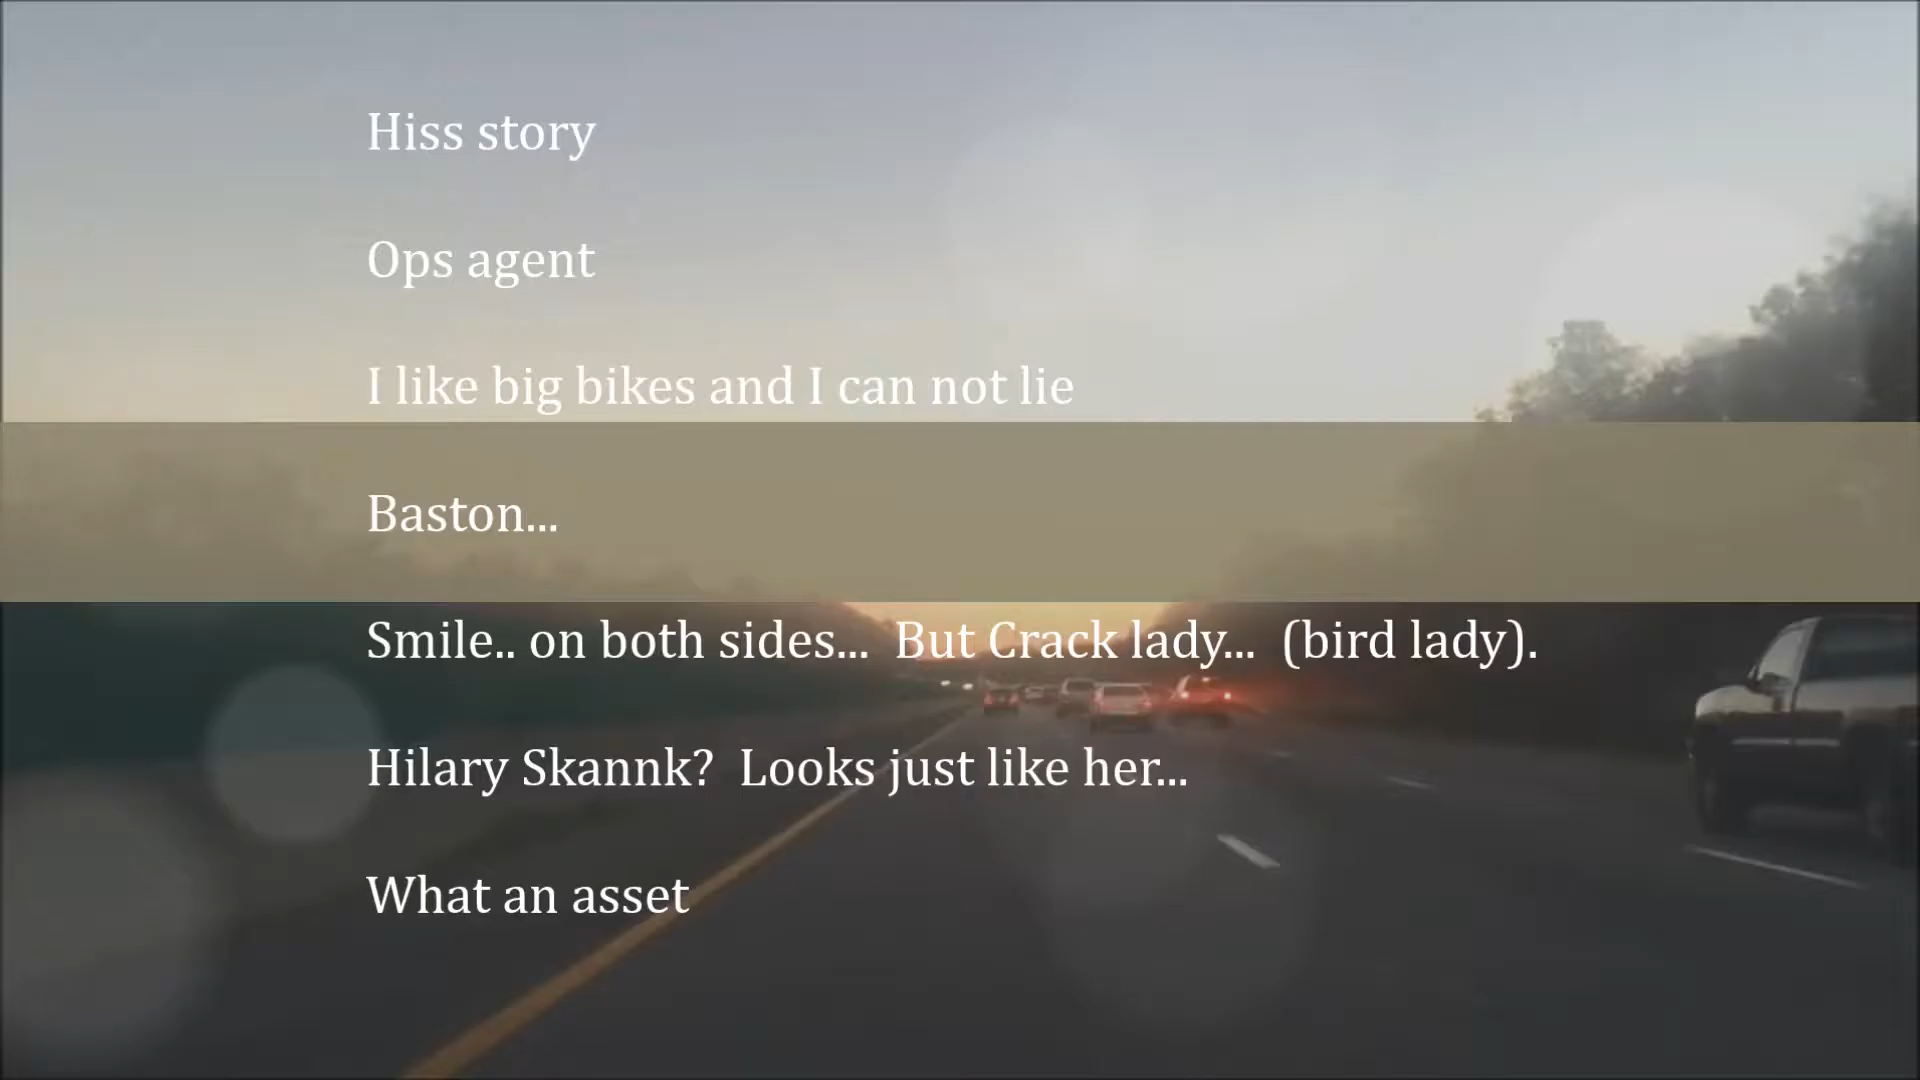 Hiss story
Ops agent
I like big bikes and I can not lie
Baston...
Smile.. on both sides...  But Crack lady...  (bird lady).
Hilary Skannk?  Looks just like her...
What an asset